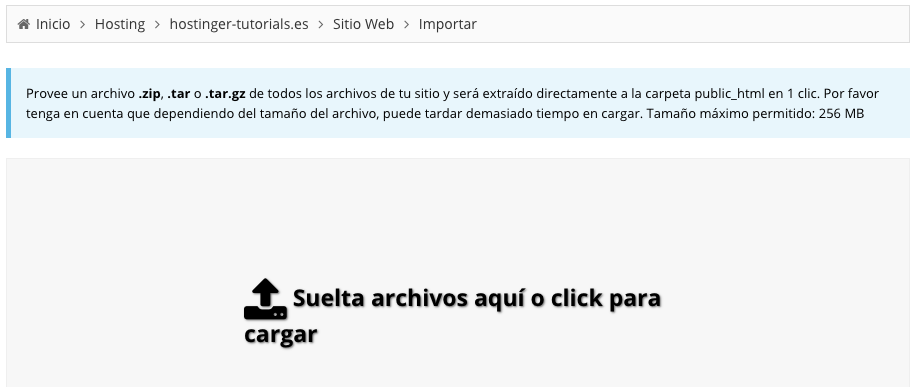 Inicio > Hosting > hostinger-tutorials.es > Sitio Web > Importar
Provee un archivo .zip, .tar o .tar.gz de todos los archivos de tu sitio y será extraído directamente a la carpeta public_html en 1 clic. Por favor
tenga en cuenta que dependiendo del tamaño del archivo, puede tardar demasiado tiempo en cargar. Tamaño máximo permitido: 256 MB
Suelta archivos aquí o click para
cargar